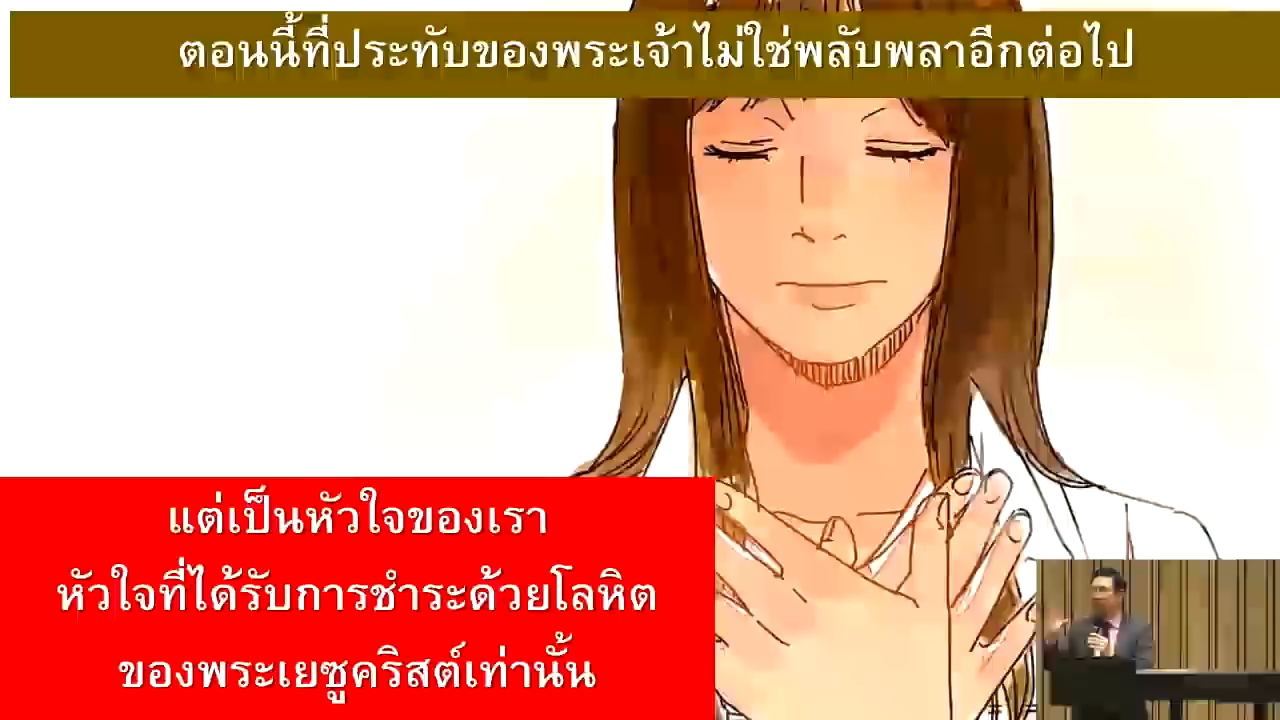 ตอนนี้ที่ประทับของพระเจ้าไม่ใช่พลับพลาอีกต่อไป
แต่เป็นหัวใจของเรา
หัวใจที่ได้รับการชำระด้วยโลหิต
ของพระเยซูคริสต์เท่านั้น